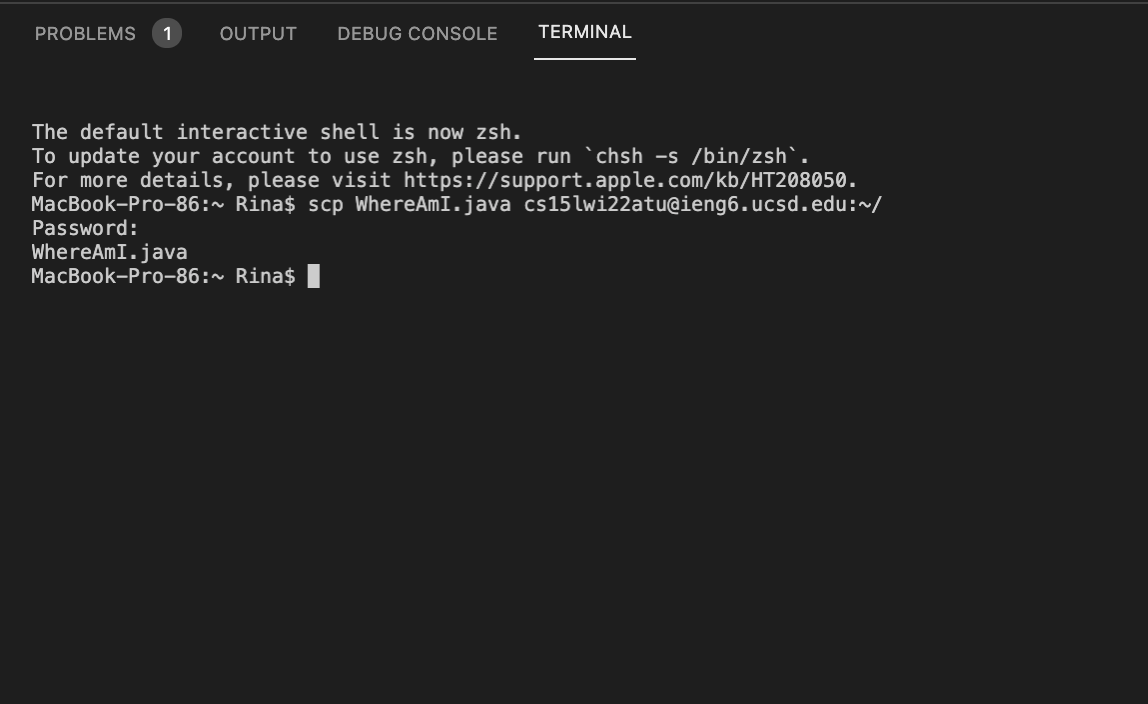 PROBLEMS 1 OUTPUT DEBUG CONSOLE TERMINAL
The default interactive shell is now zsh.
To update your account to use zsh, please run `chsh -s /bin/zsh`.
For more details, please visit https://support.apple.com/kb/HT208050.
MacBook-Pro-86:~ Rina$ scp WhereAmI.java cs15lwi22atu@ieng6.ucsd.edu:~/
Password:
WhereAmI.java
MacBook-Pro-86:~ Rina$